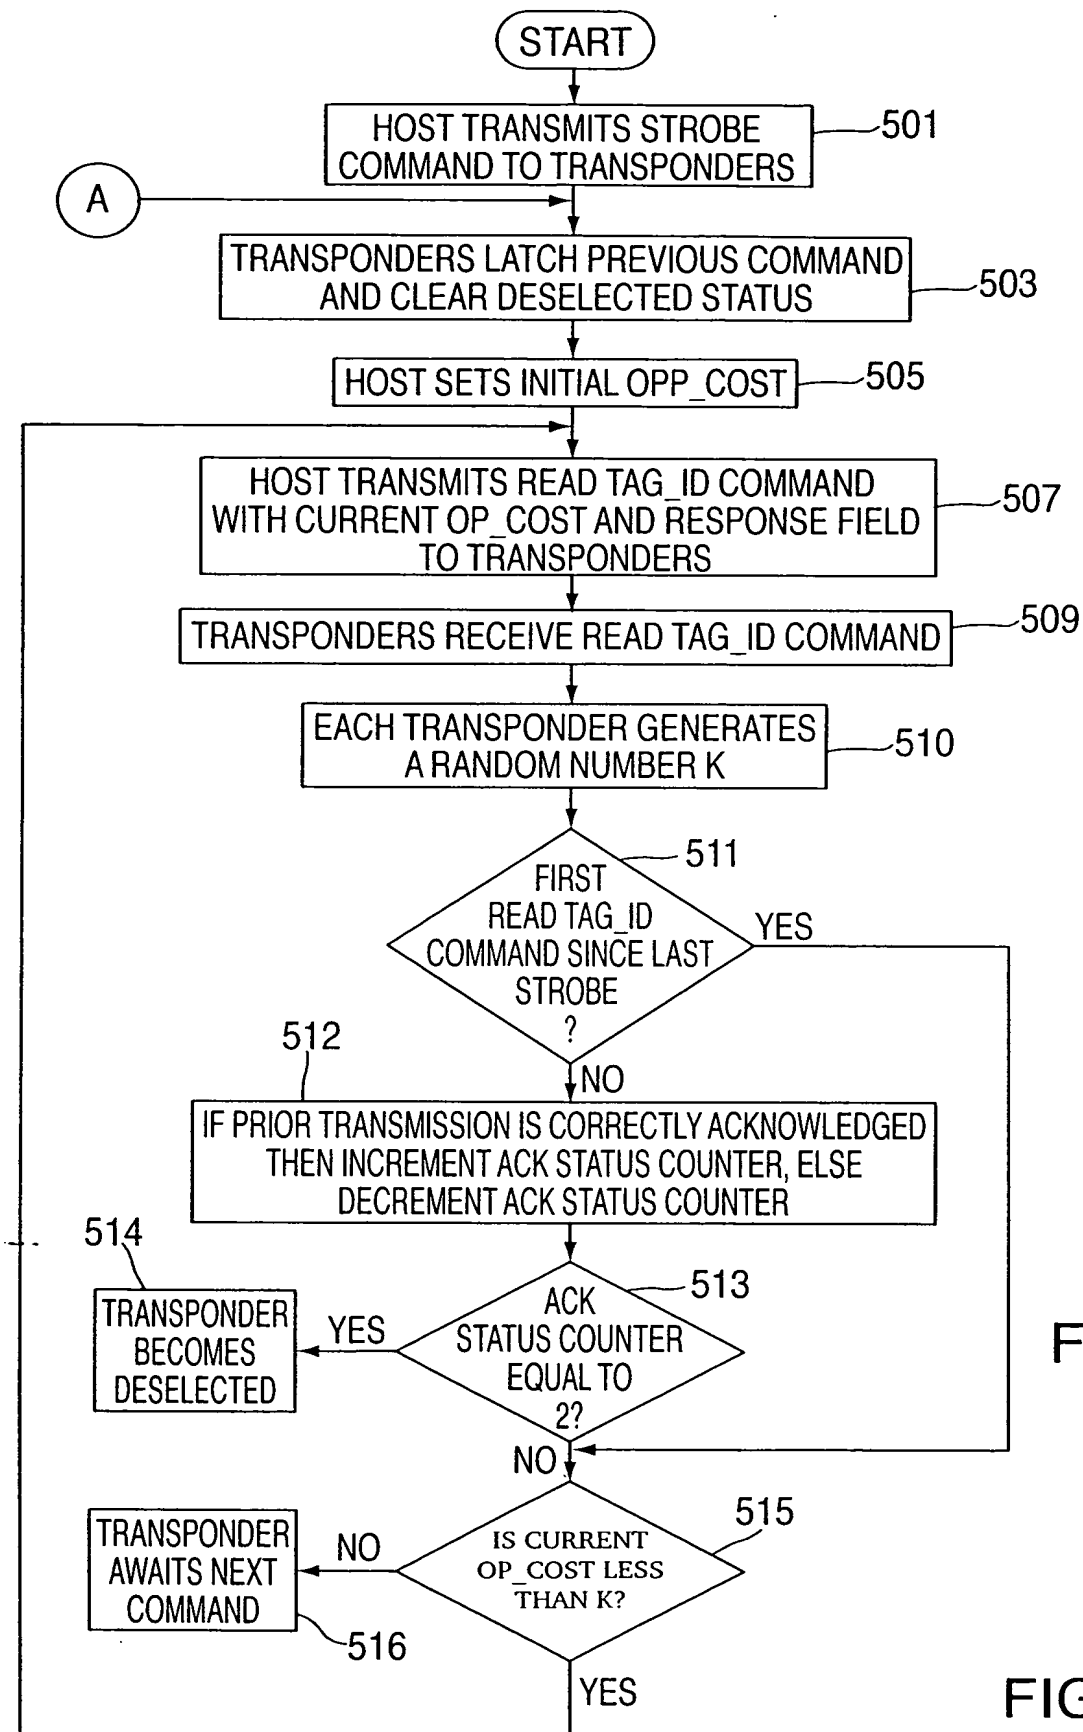 START
HOST TRANSMITS STROBE
COMMAND TO TRANSPONDERS
501
A
TRANSPONDERS LATCH PREVIOUS COMMAND
AND CLEAR DESELECTED STATUS
503
HOST SETS INITIAL OPP_COST
505
HOST TRANSMITS READ TAG_ID COMMAND
WITH CURRENT OP_COST AND RESPONSE FIELD
TO TRANSPONDERS
507
TRANSPONDERS RECEIVE READ TAG_ID COMMAND
509
EACH TRANSPONDER GENERATES
A RANDOM NUMBER K
510
511
FIRST
READ TAG_ID
COMMAND SINCE LAST
STROBE
?
YES
NO
512
IF PRIOR TRANSMISSION IS CORRECTLY ACKNOWLEDGED
THEN INCREMENT ACK STATUS COUNTER, ELSE
DECREMENT ACK STATUS COUNTER
514
TRANSPONDER
BECOMES
DESELECTED
YES
513
ACK
STATUS COUNTER
EQUAL TO
2?
F
NO
515
IS CURRENT
OP_COST LESS
THAN K?
NO
TRANSPONDER
AWAITS NEXT
COMMAND
516
YES
FIG